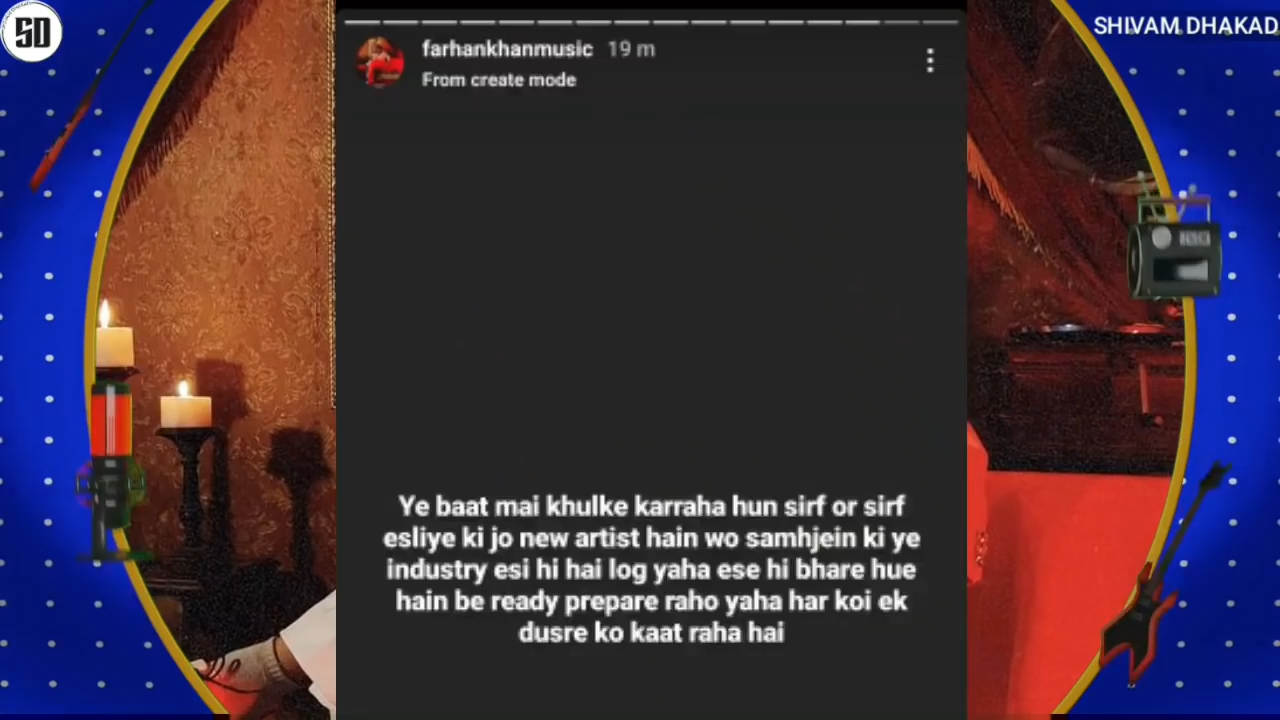 SD
SHIVAM DHAKAD
farhankhanmusic 19 m
From create mode
Ye baat mai khulke karraha hun sirf or sirf
esliye ki jo new artist hain wo samhjein ki ye
industry esi hi hai log yaha ese hi bhare hue
hain be ready prepare raho yaha har koi ek
dusre ko kaat raha hai